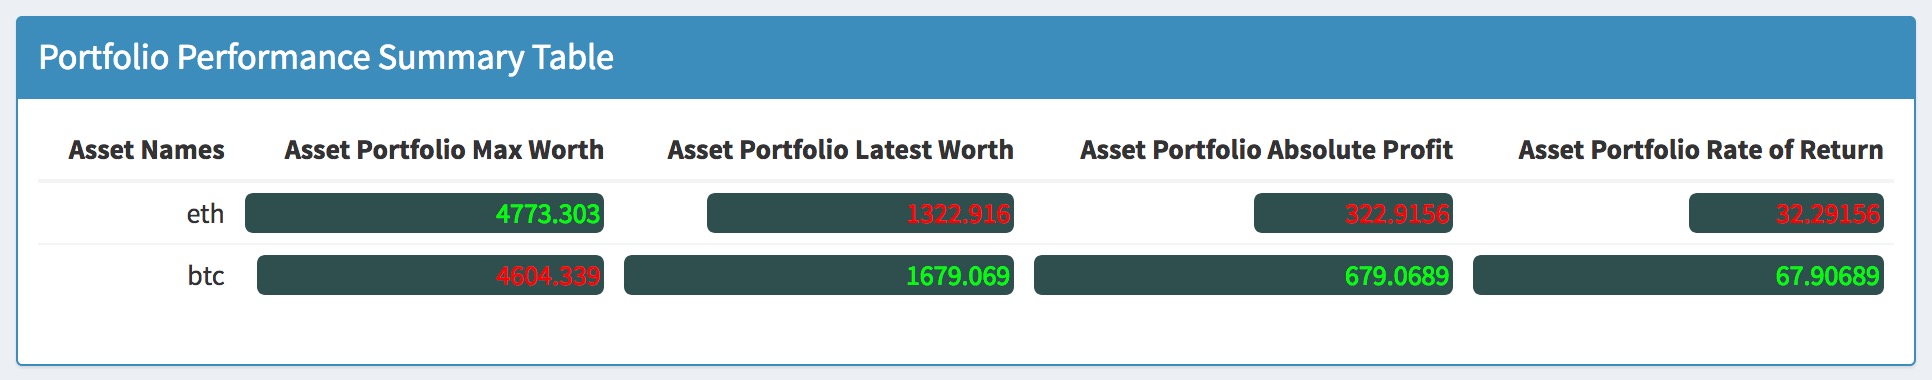 Portfolio Performance Summary Table
Asset Names Asset Portfolio Max Worth Asset Portfolio Latest Worth Asset Portfolio Absolute Profit Asset Portfolio Rate of Return
eth 4773.303 1322.916 322.9156 32.29156
btc 4604.339 1679.069 679.0689 67.90689